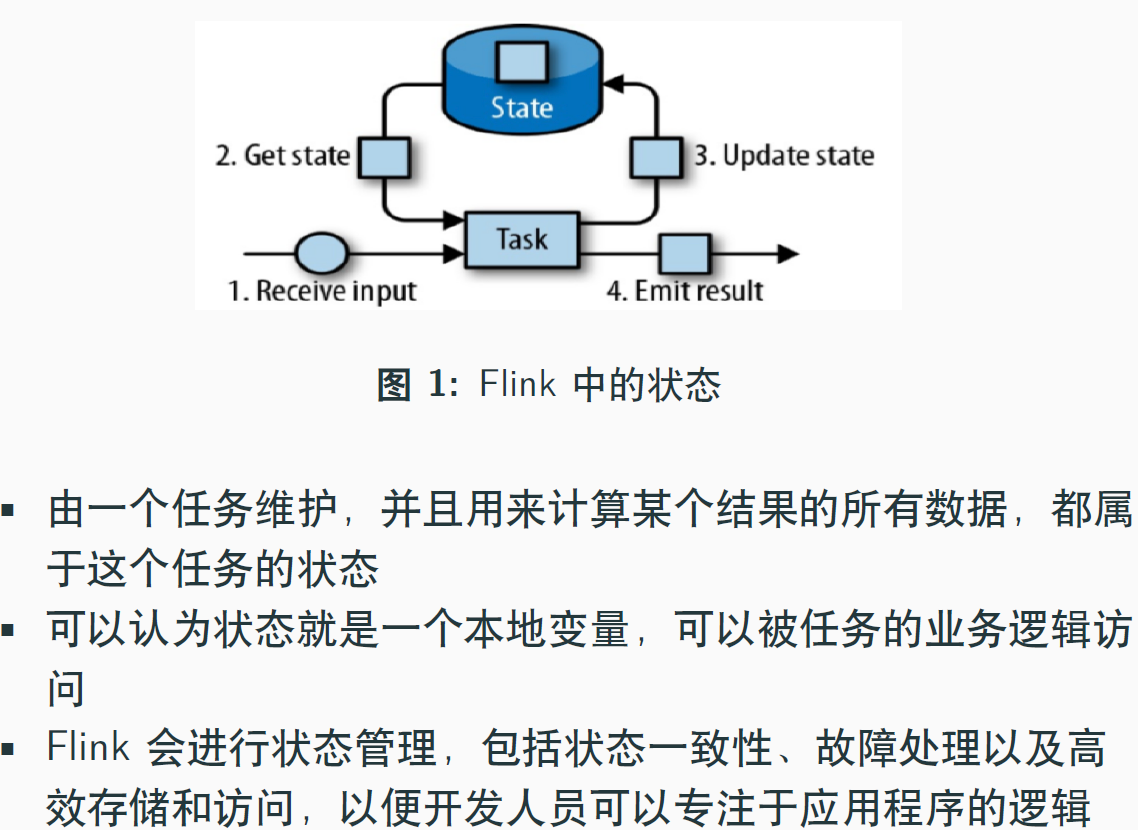 State
2. Get state
3. Update state
Task
1. Receive input
4. Emit result
图 1: Flink 中的状态
▪ 由一个任务维护，并且用来计算某个结果的所有数据，都属
于这个任务的状态
▪ 可以认为状态就是一个本地变量，可以被任务的业务逻辑访
问
▪ Flink 会进行状态管理，包括状态一致性、故障处理以及高
效存储和访问，以便开发人员可以专注于应用程序的逻辑